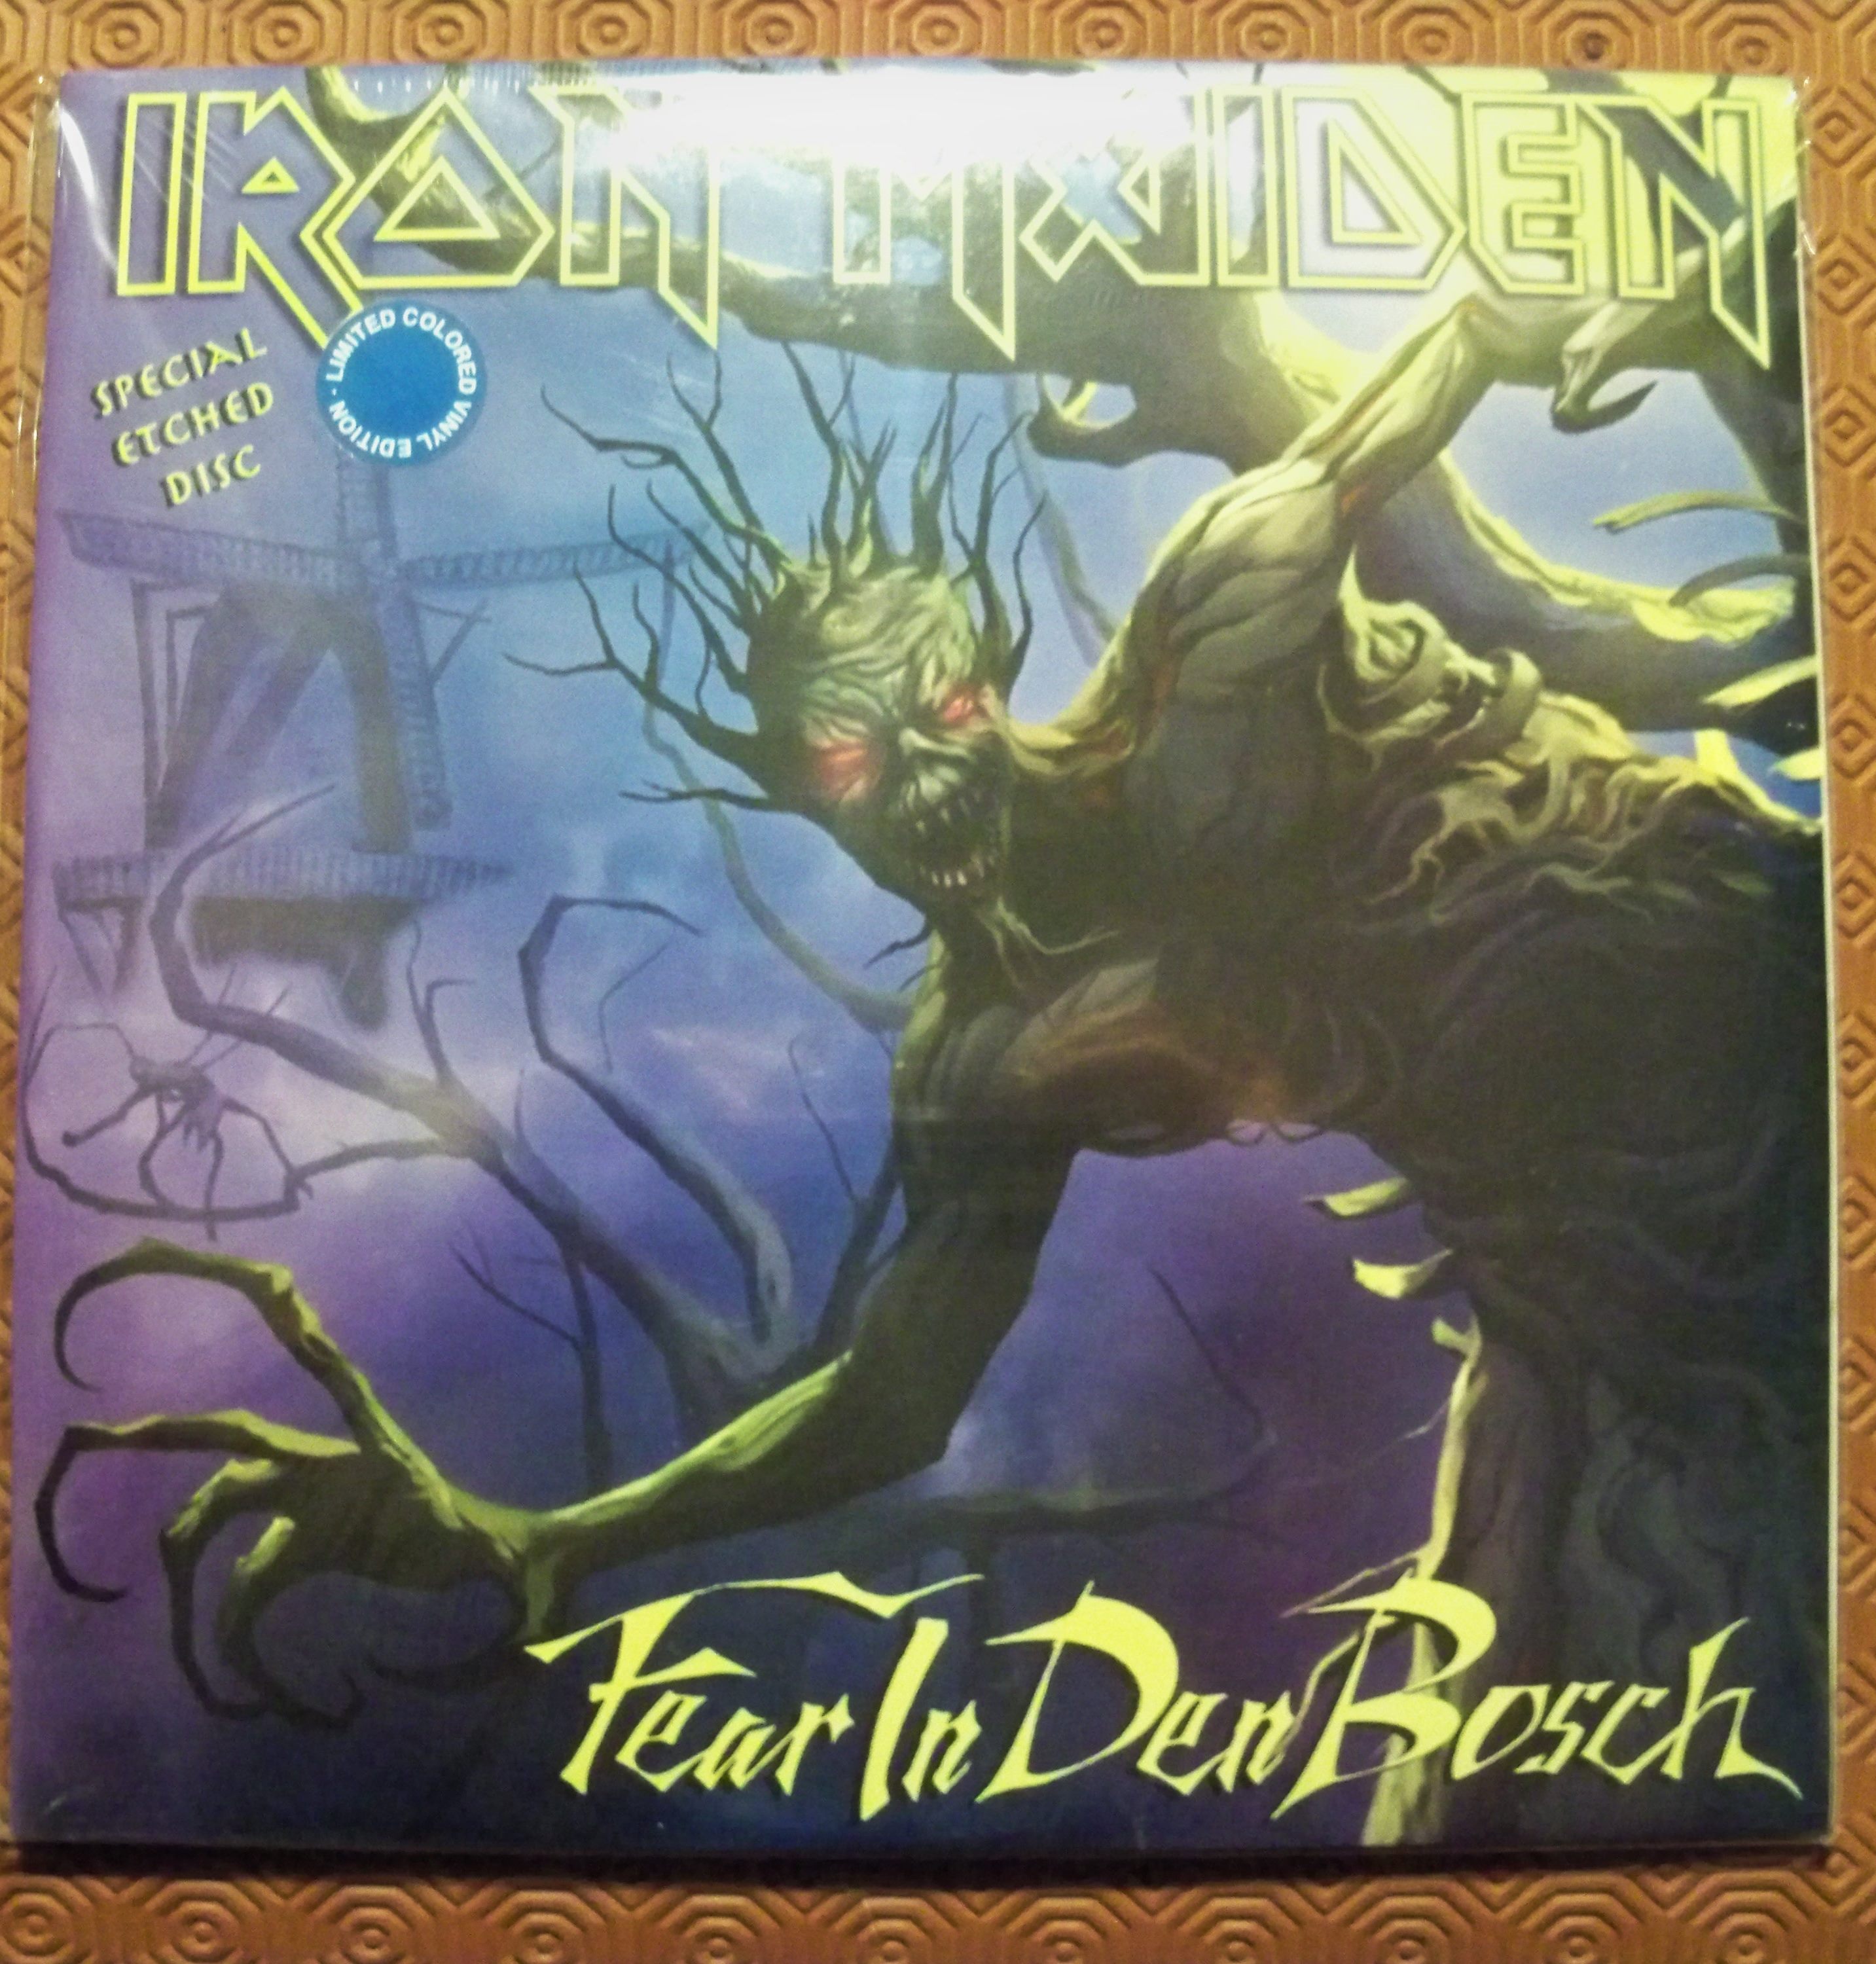 IRON MAIDEN
SPECIAL
ETCHED
DISC
LIMITED COLORED VINYL EDITION ·
Fear In Den Bosch